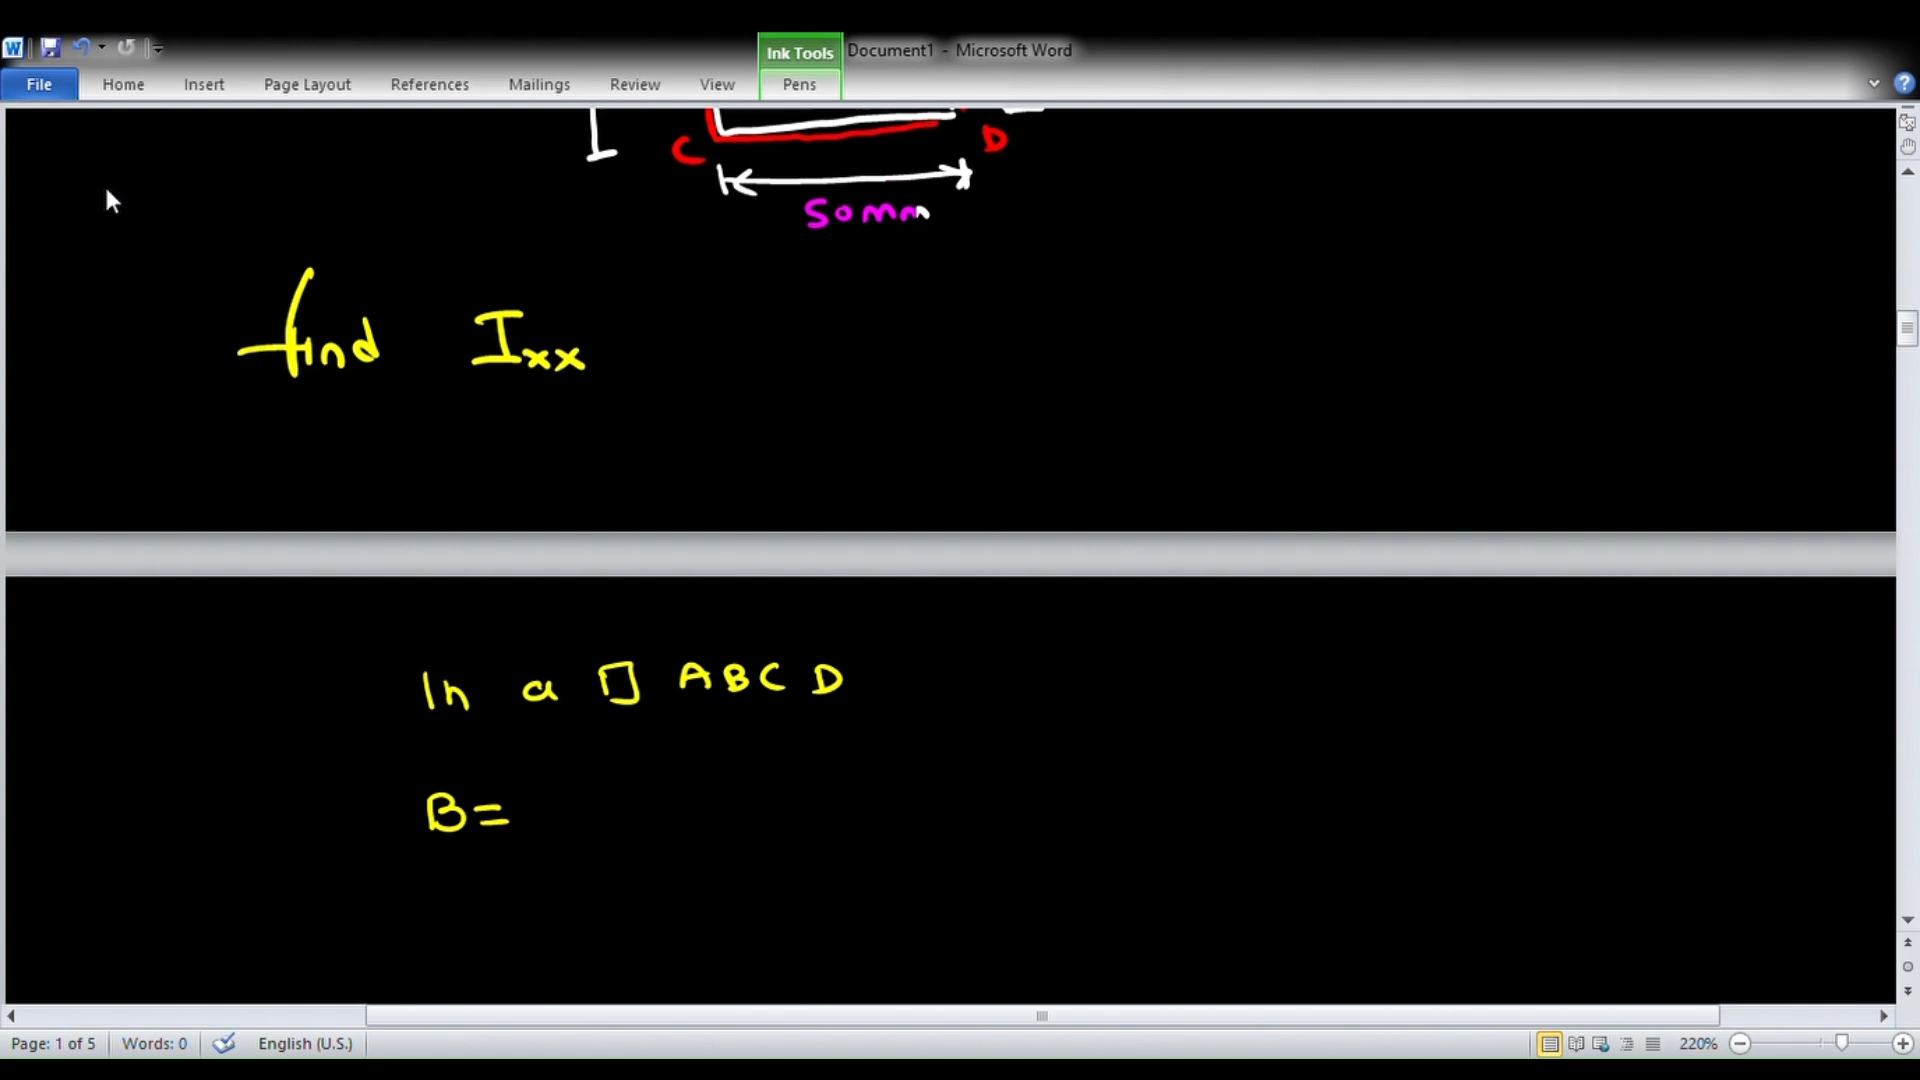 Ink Tools Document1 - Microsoft Word
File Home Insert Page Layout References Mailings Review View Pens
C D
50mm
find Ixx
In a ▯ ABCD
B=
Page: 1 of 5 Words: 0 English (U.S.) 220%